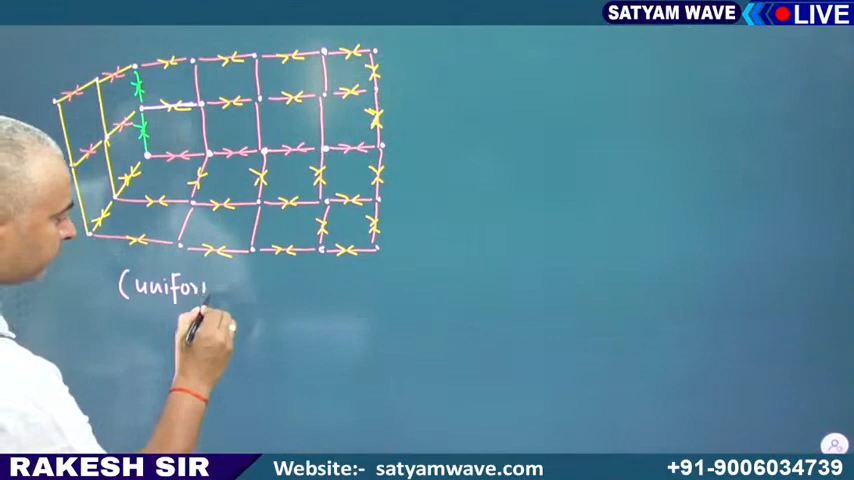 SATYAM WAVE LIVE
(unifor
RAKESH SIR Website:- satyamwave.com +91-9006034739